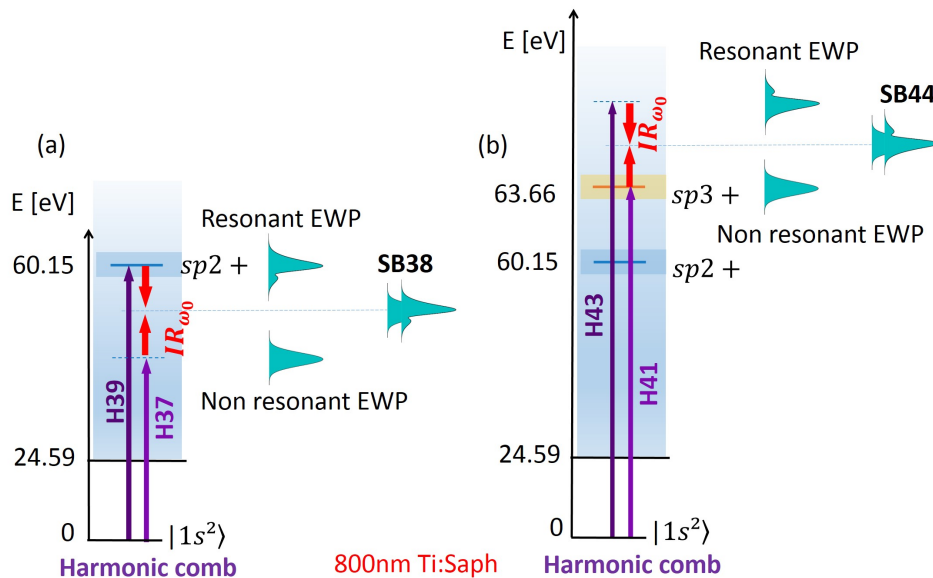 (a)
E [eV]
60.15
sp2 +
Resonant EWP
SB38
IR_ω0
H39
H37
Non resonant EWP
24.59
0
|1s²⟩
Harmonic comb
800nm Ti:Saph
(b)
E [eV]
Resonant EWP
SB44
IR_ω0
63.66
sp3 +
Non resonant EWP
60.15
sp2 +
H43
H41
24.59
0
|1s²⟩
Harmonic comb